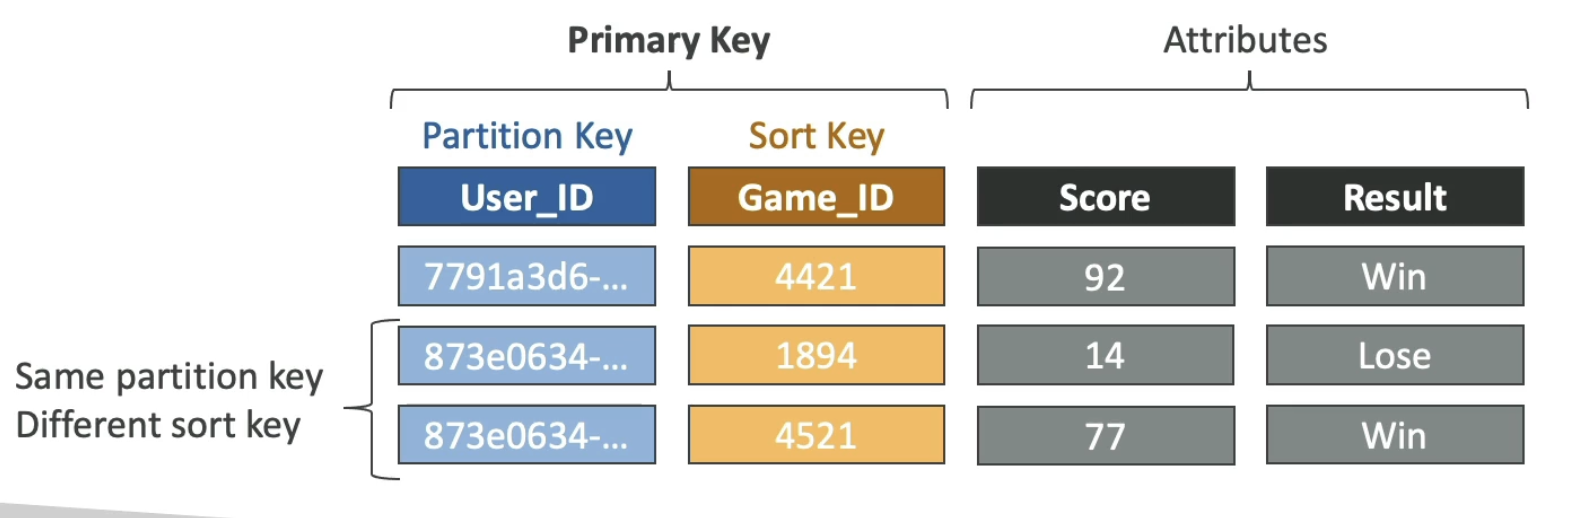 Primary Key
Attributes
Partition Key
Sort Key
User_ID
Game_ID
Score
Result
7791a3d6-...
4421
92
Win
873e0634-...
1894
14
Lose
873e0634-...
4521
77
Win
Same partition key
Different sort key